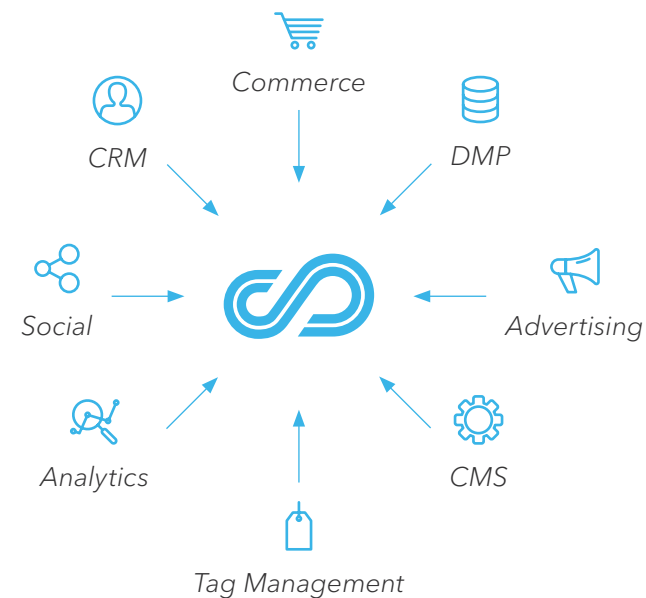 Commerce
CRM
DMP
Social
Advertising
Analytics
CMS
Tag Management